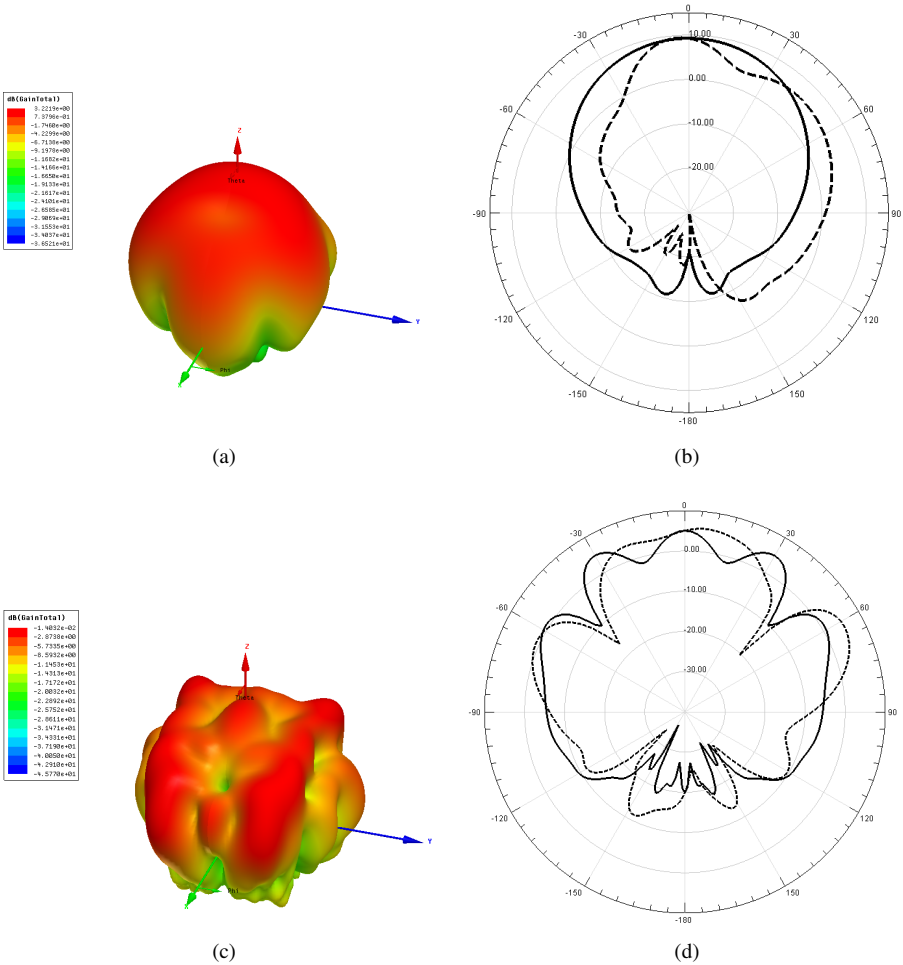 dB(GainTotal)
3.2219e+00
7.3796e-01
-1.7460e+00
-4.2299e+00
-6.7138e+00
-9.1978e+00
-1.1682e+01
-1.4166e+01
-1.6650e+01
-1.9133e+01
-2.1617e+01
-2.4101e+01
-2.6585e+01
-2.9069e+01
-3.1553e+01
-3.4037e+01
-3.6521e+01
Z
Theta
Y
X
Phi
0
-30
30
10.00
0.00
-60
60
-10.00
-20.00
-90
90
-120
120
-150
150
-180
(a)
(b)
dB(GainTotal)
-1.4032e-02
-2.8738e+00
-5.7335e+00
-8.5932e+00
-1.1453e+01
-1.4313e+01
-1.7172e+01
-2.0032e+01
-2.2892e+01
-2.5752e+01
-2.8611e+01
-3.1471e+01
-3.4331e+01
-3.7190e+01
-4.0050e+01
-4.2910e+01
-4.5770e+01
Z
Theta
Y
X
Phi
0
-30
30
0.00
-10.00
-60
60
-20.00
-30.00
-90
90
-120
120
-150
150
-180
(c)
(d)